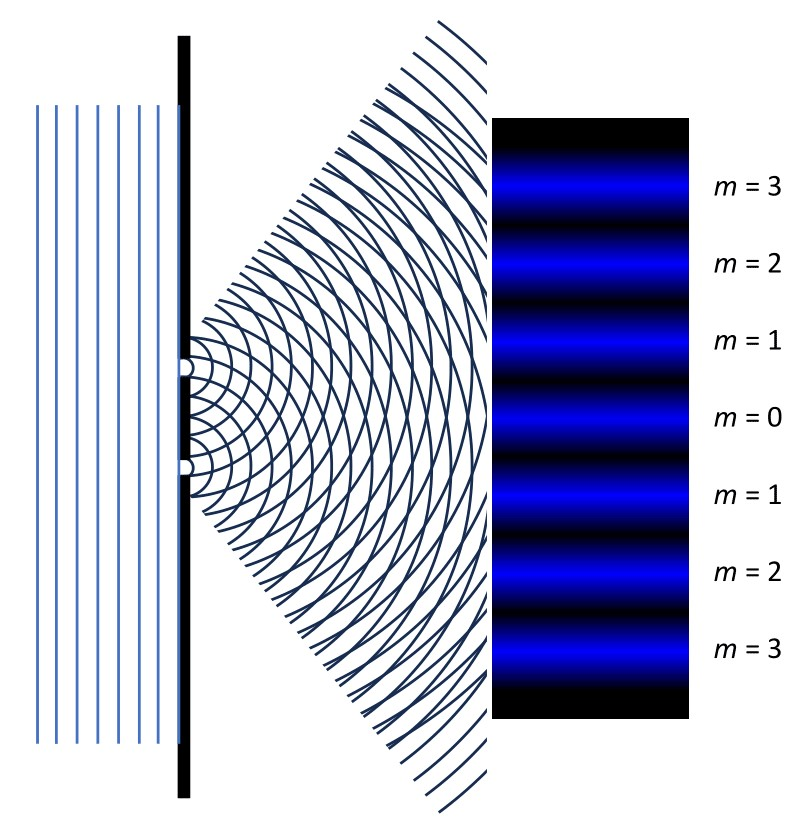 m = 3
m = 2
m = 1
m = 0
m = 1
m = 2
m = 3